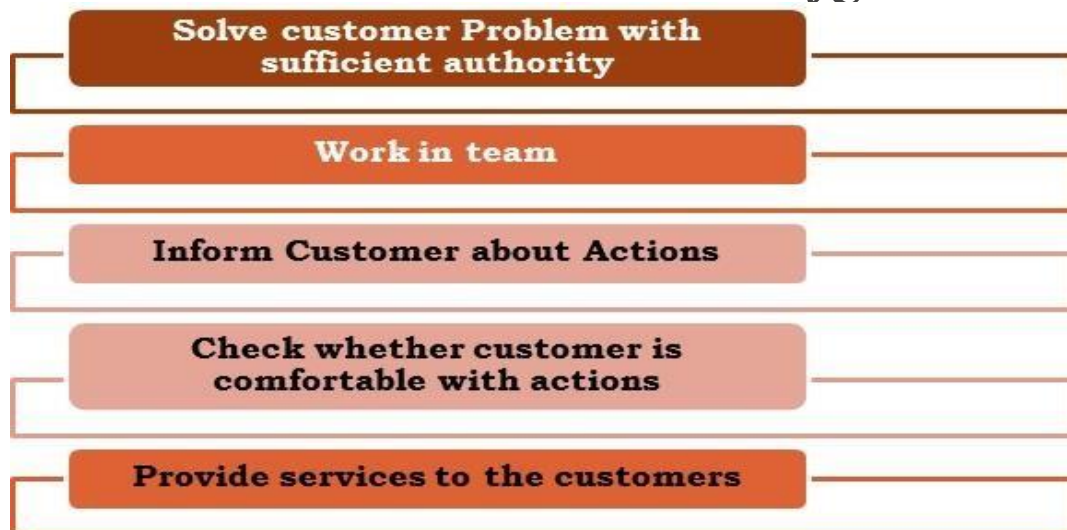 Solve customer Problem with
sufficient authority
Work in team
Inform Customer about Actions
Check whether customer is
comfortable with actions
Provide services to the customers